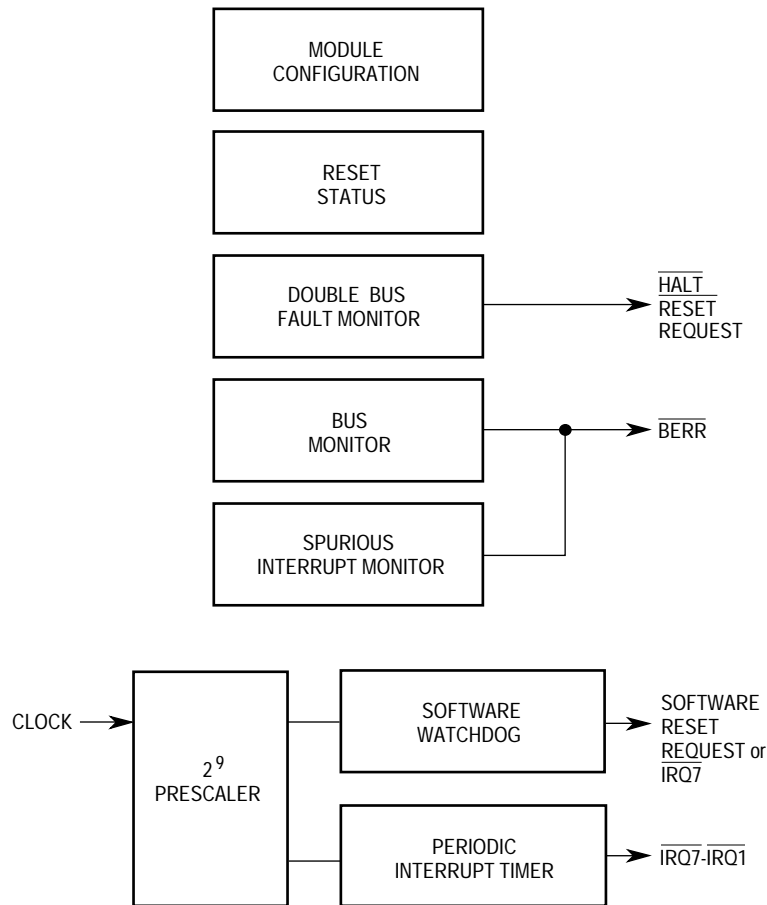 MODULE
CONFIGURATION
RESET
STATUS
DOUBLE BUS
FAULT MONITOR
HALT
RESET
REQUEST
BUS
MONITOR
BERR
SPURIOUS
INTERRUPT MONITOR
CLOCK
2⁹
PRESCALER
SOFTWARE
WATCHDOG
SOFTWARE
RESET
REQUEST or
IRQ7
PERIODIC
INTERRUPT TIMER
IRQ7-IRQ1